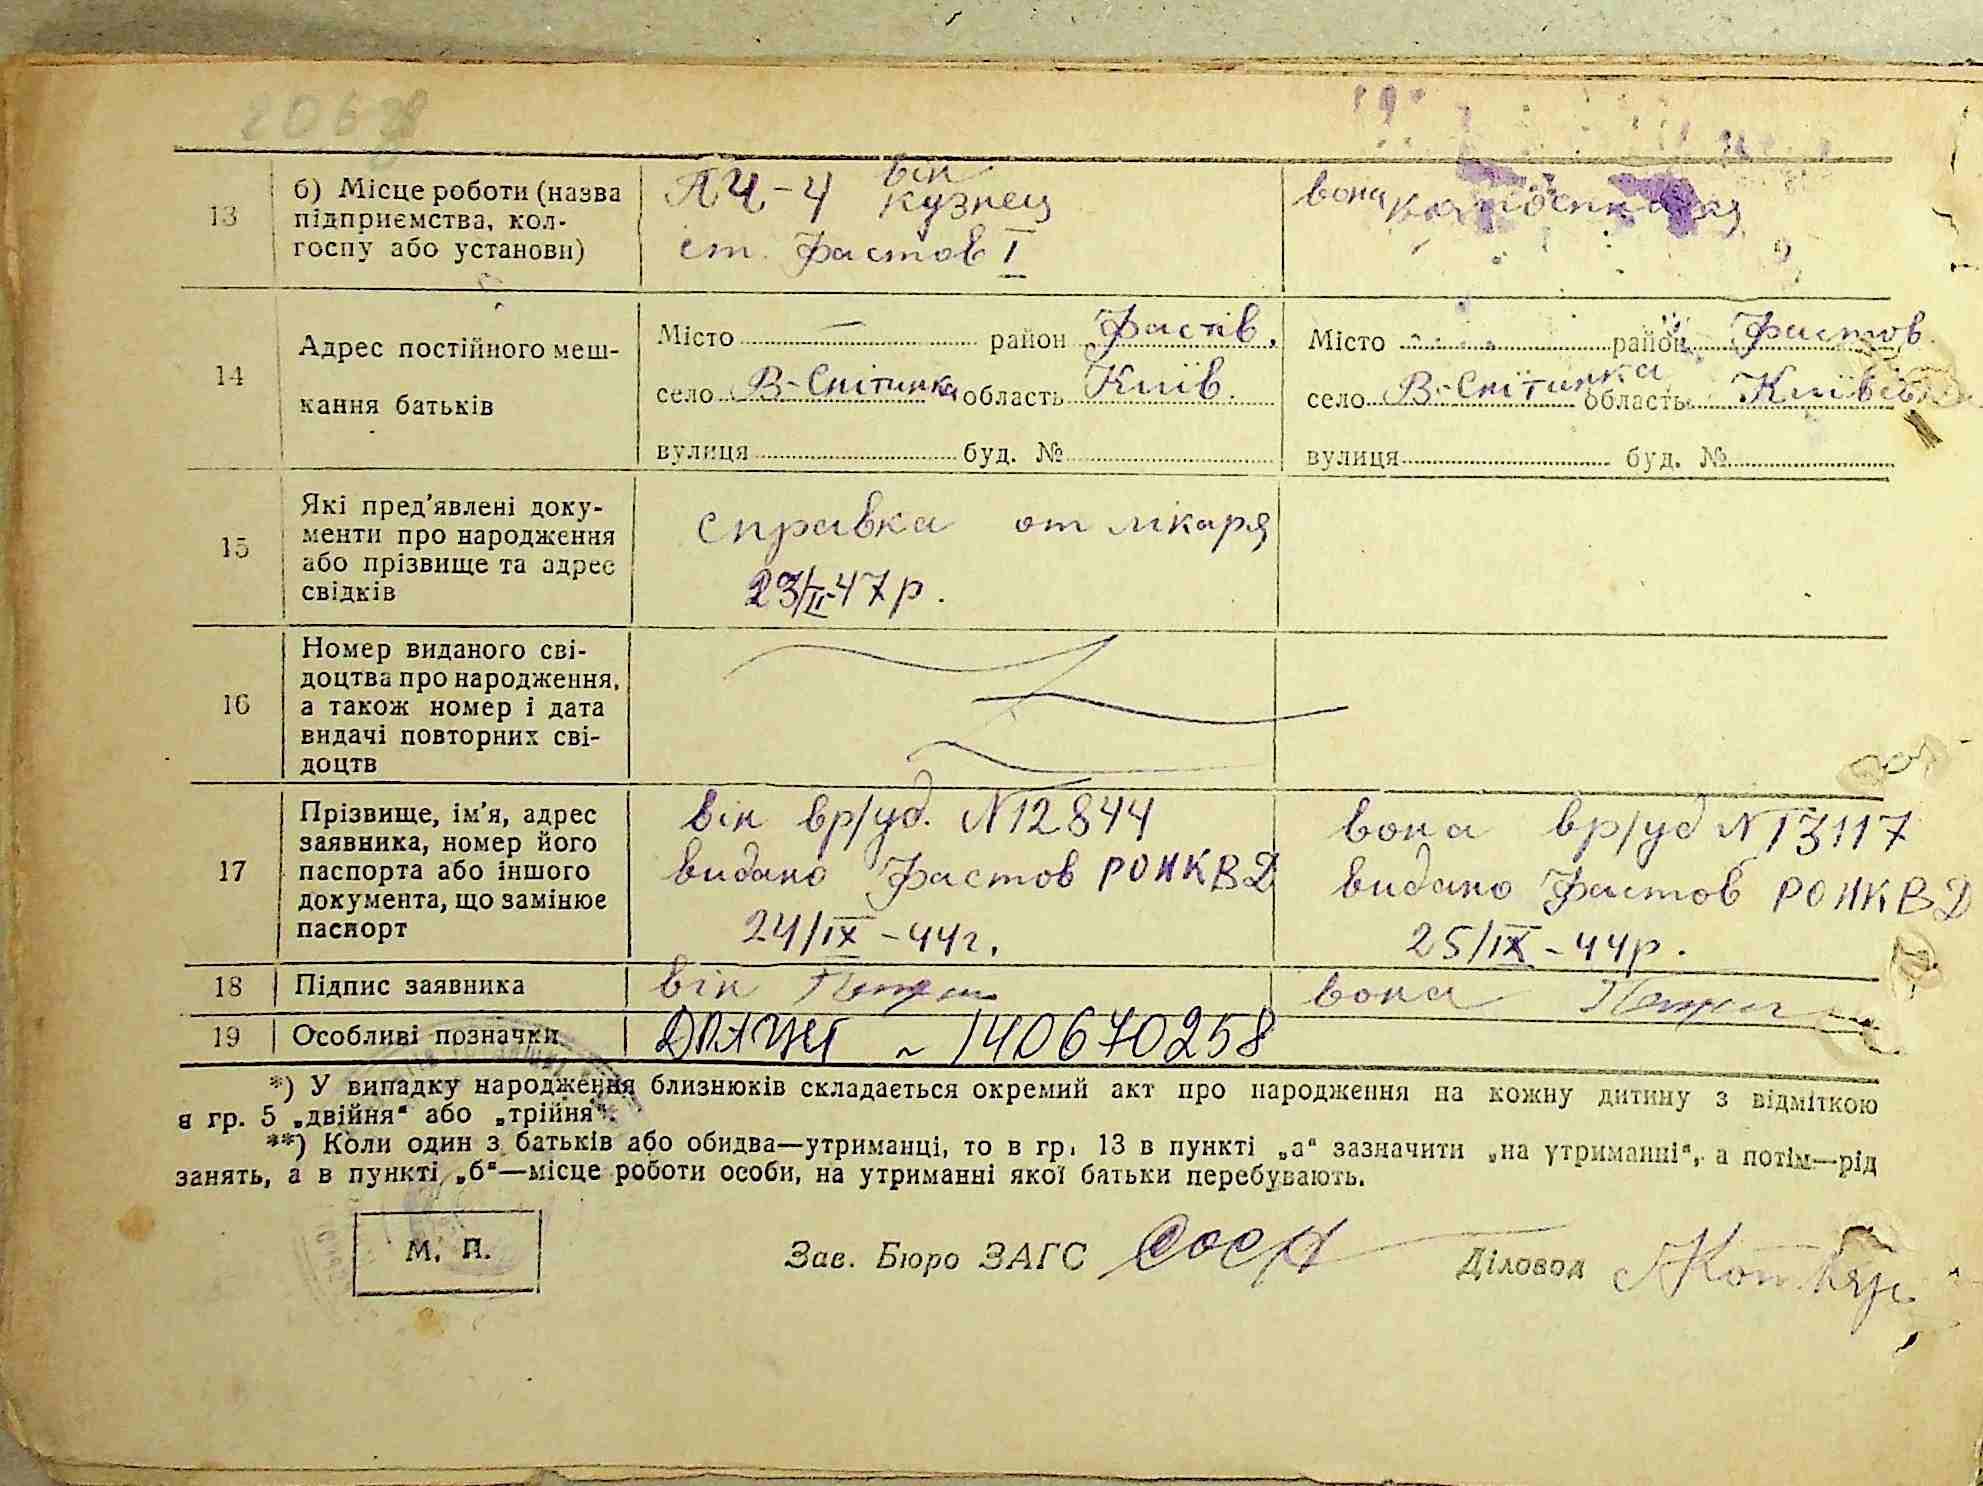 206
13
б) Місце роботи (назва
підприємства, кол-
госпу або установи)
ПЧ-4 він
кузнец
ст. Фастов I
вона
14
Адрес постійного меш-
кання батьків
Місто — район Фастів.
село В-Снітинка область Київ.
вулиця буд. №
Місто район Фастов
село В-Снітинка область Київсь
вулиця буд. №
15
Які пред’явлені доку-
менти про народження
або прізвище та адрес
свідків
справка от лікаря
23/II-47р.
16
Номер виданого сві-
доцтва про народження,
а також номер і дата
видачі повторних сві-
доцтв
17
Прізвище, ім’я, адрес
заявника, номер його
паспорта або іншого
документа, що замінює
паспорт
він вр/уд. N12844
видано Фастов РОНКВД
24/IX-44г.
вона вр/уд N13117
видано Фастов РОНКВД
25/IX-44р.
18
Підпис заявника
він
вона
19
Особливі позначки
ДРАЦСГ ~ 140670258
*) У випадку народження близнюків складається окремий акт про народження на кожну дитину з відміткою
в гр. 5 „двійня“ або „трійня“.
**) Коли один з батьків або обидва—утриманці, то в гр. 13 в пункті „а“ зазначити „на утриманні“, а потім—рід
занять, а в пункті „б“—місце роботи особи, на утриманні якої батьки перебувають.
М. П.
Зав. Бюро ЗАГС
Діловод